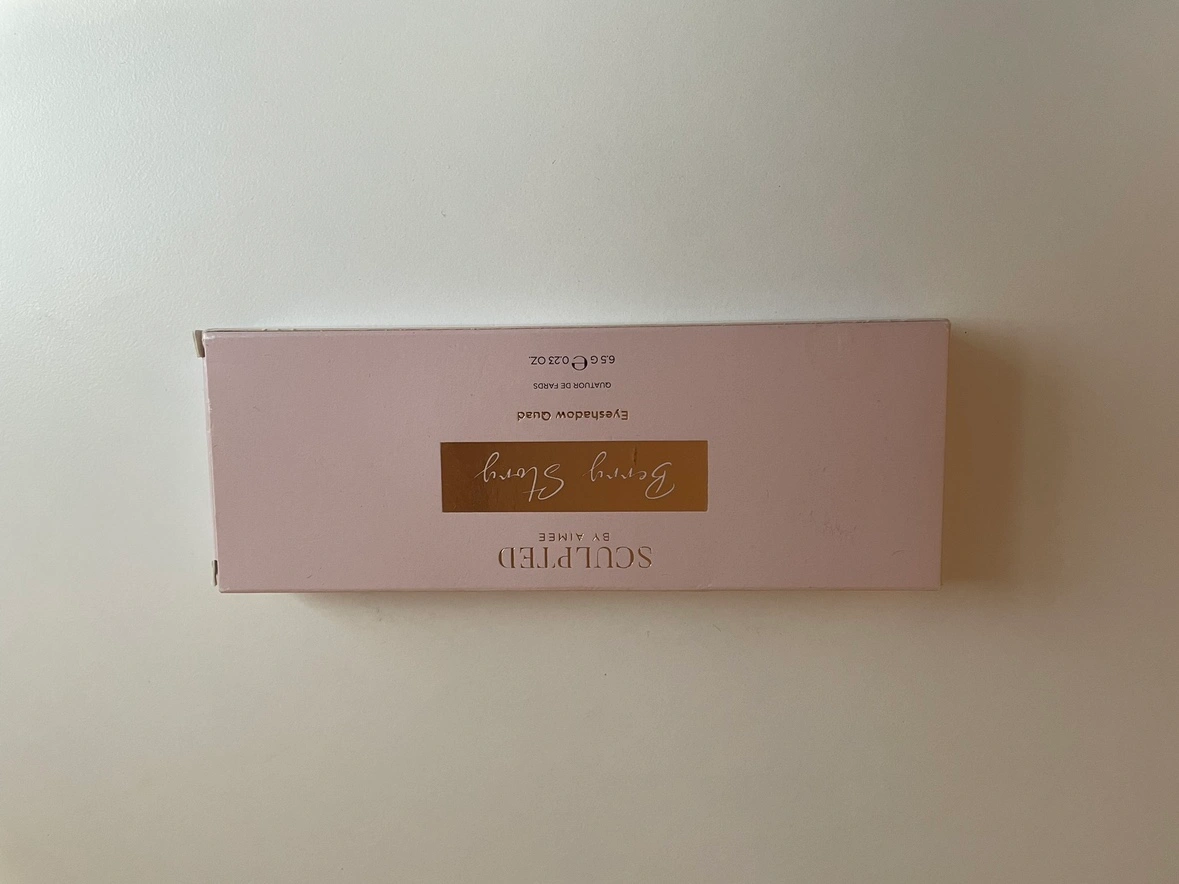 SCULPTED
BY AIMEE
Berry Story
Eyeshadow Quad
QUATUOR DE FARDS
6.5 G ℮ 0.23 OZ.